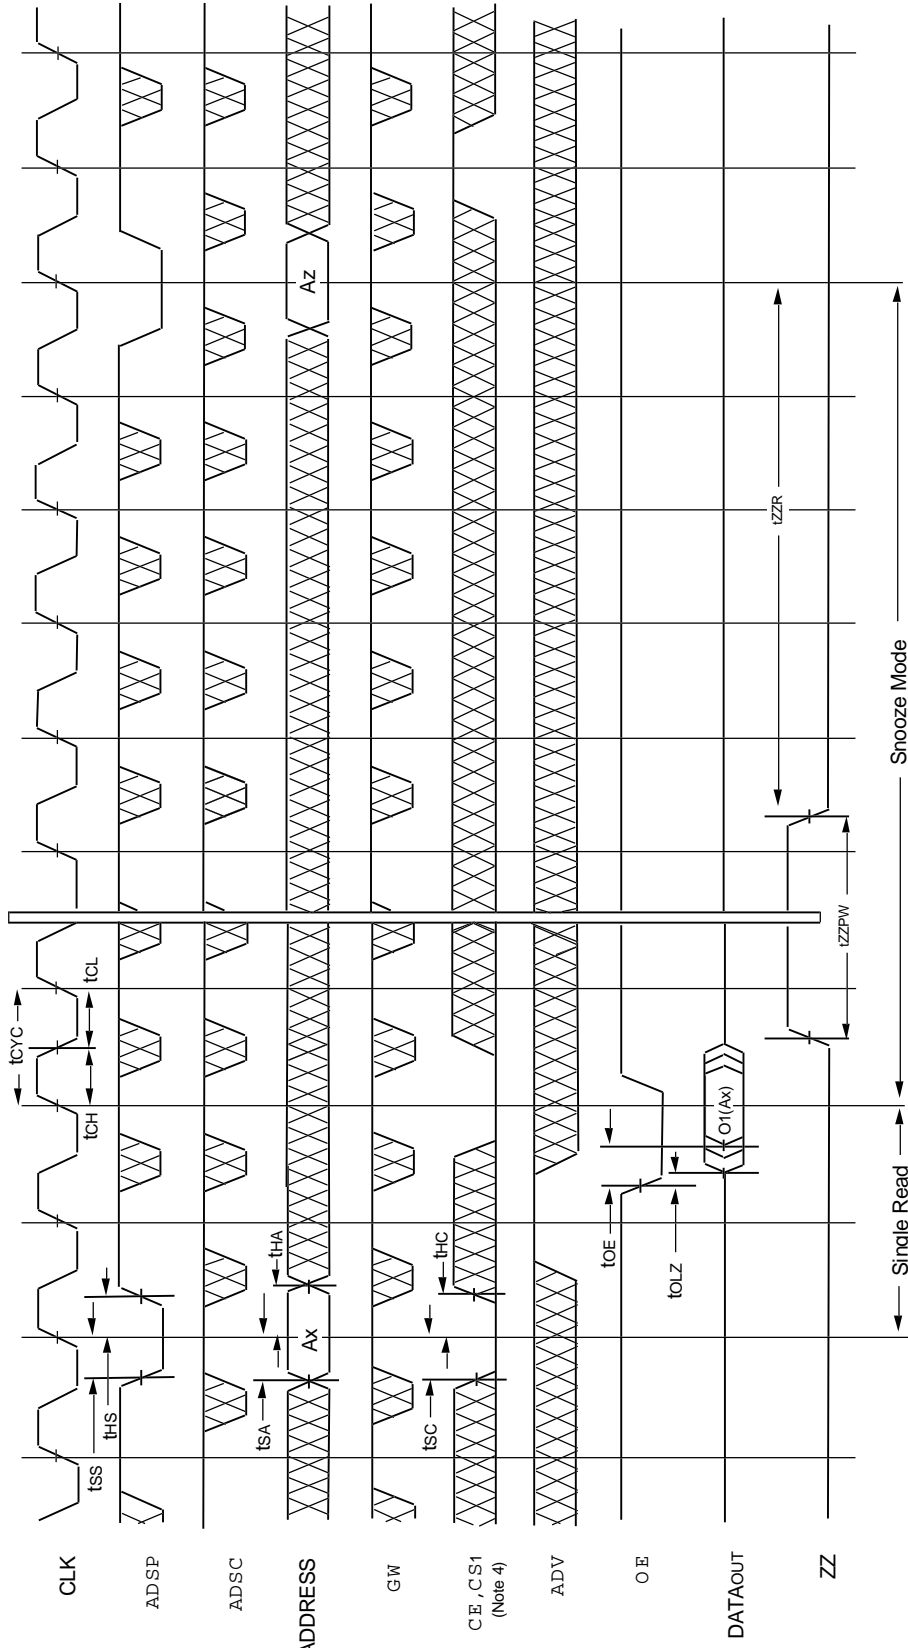 CLK
ADSP
ADSC
ADDRESS
GW
CE,CS1
(Note 4)
ADV
OE
DATAOUT
ZZ
tCYC
tCH
tCL
tSS
tHS
tSA
tHA
Ax
Az
tSC
tHC
tOE
tOLZ
O1(Ax)
tZZPW
tZZR
Single Read
Snooze Mode